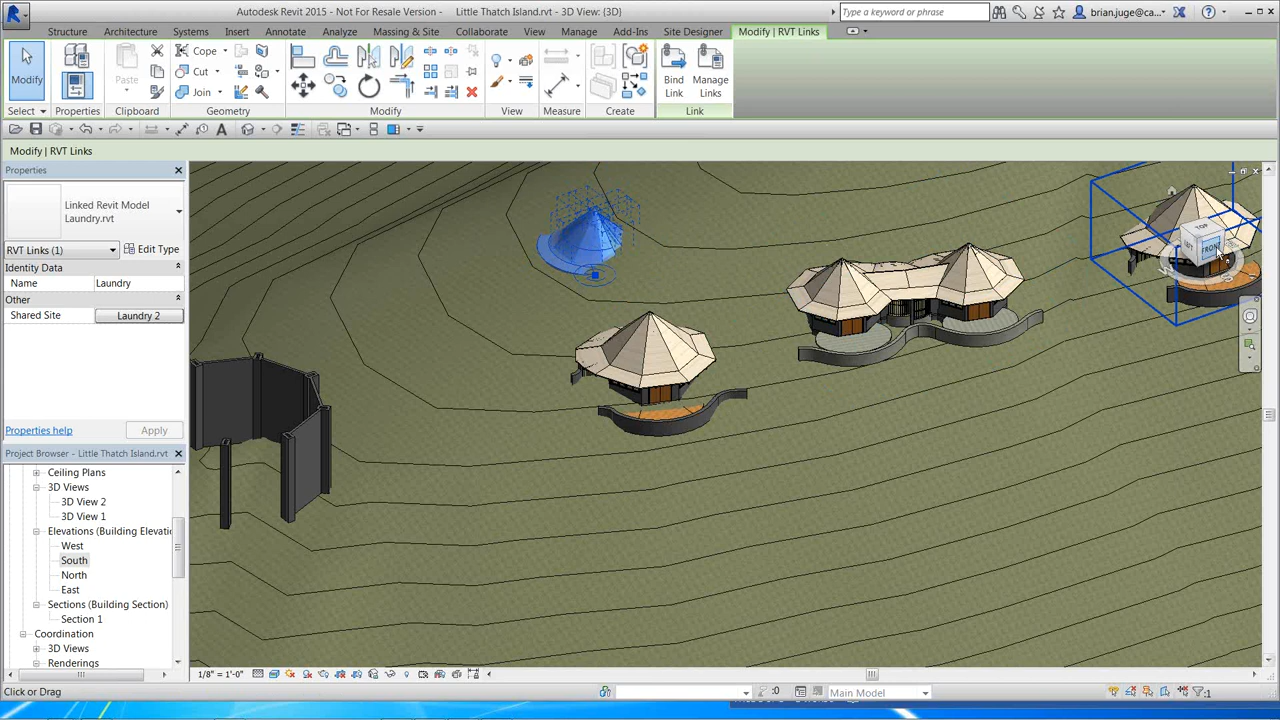 Autodesk Revit 2015 - Not For Resale Version - Little Thatch Island.rvt - 3D View: {3D}
Type a keyword or phrase
brian.juge@ca...
Structure Architecture Systems Insert Annotate Analyze Massing & Site Collaborate View Manage Add-Ins Site Designer Modify | RVT Links
Modify
Paste
Cope
Cut
Join
Bind Link
Manage Links
Select Properties Clipboard Geometry Modify View Measure Create Link
Modify | RVT Links
Properties
Linked Revit Model
Laundry.rvt
RVT Links (1)
Edit Type
Identity Data
Name Laundry
Other
Shared Site Laundry 2
Properties help
Apply
Project Browser - Little Thatch Island.rvt
Ceiling Plans
3D Views
3D View 2
3D View 1
Elevations (Building Elevatio
West
South
North
East
Sections (Building Section)
Section 1
Coordination
3D Views
Renderings
TOP
LEFT
FRONT
1/8" = 1'-0"
Click or Drag
:0
Main Model
:1